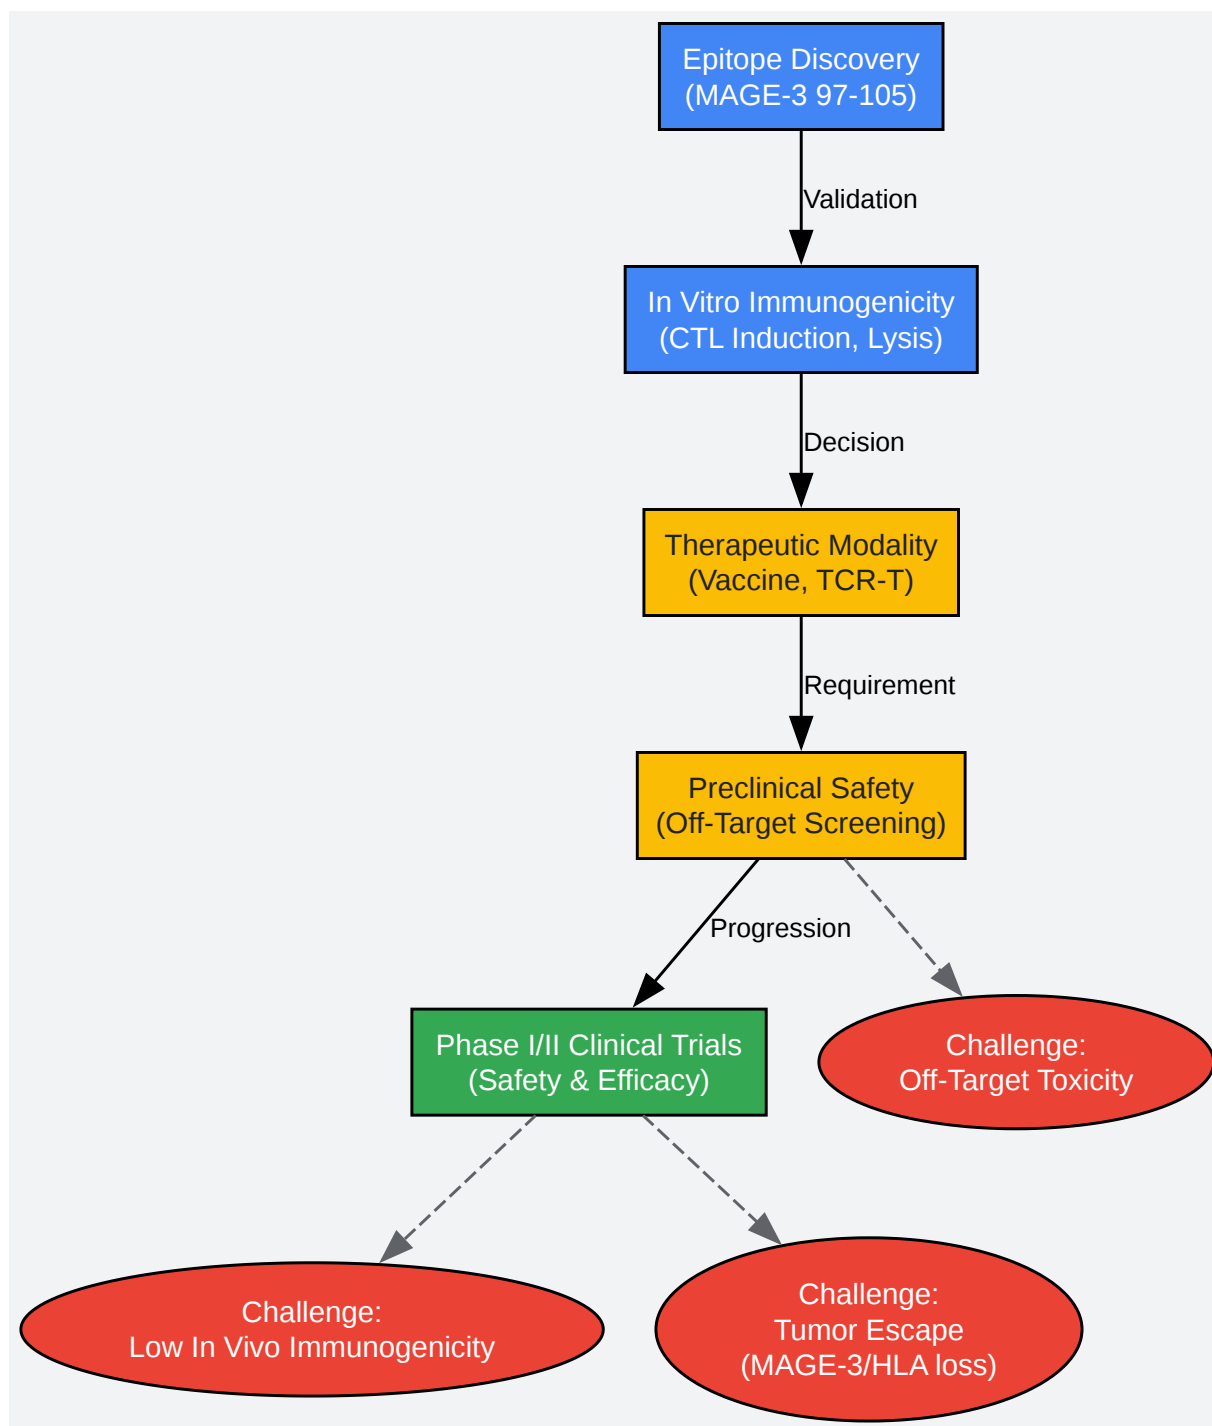 Epitope Discovery
(MAGE-3 97-105)
Validation
In Vitro Immunogenicity
(CTL Induction, Lysis)
Decision
Therapeutic Modality
(Vaccine, TCR-T)
Requirement
Preclinical Safety
(Off-Target Screening)
Progression
Phase I/II Clinical Trials
(Safety & Efficacy)
Challenge:
Off-Target Toxicity
Challenge:
Low In Vivo Immunogenicity
Challenge:
Tumor Escape
(MAGE-3/HLA loss)